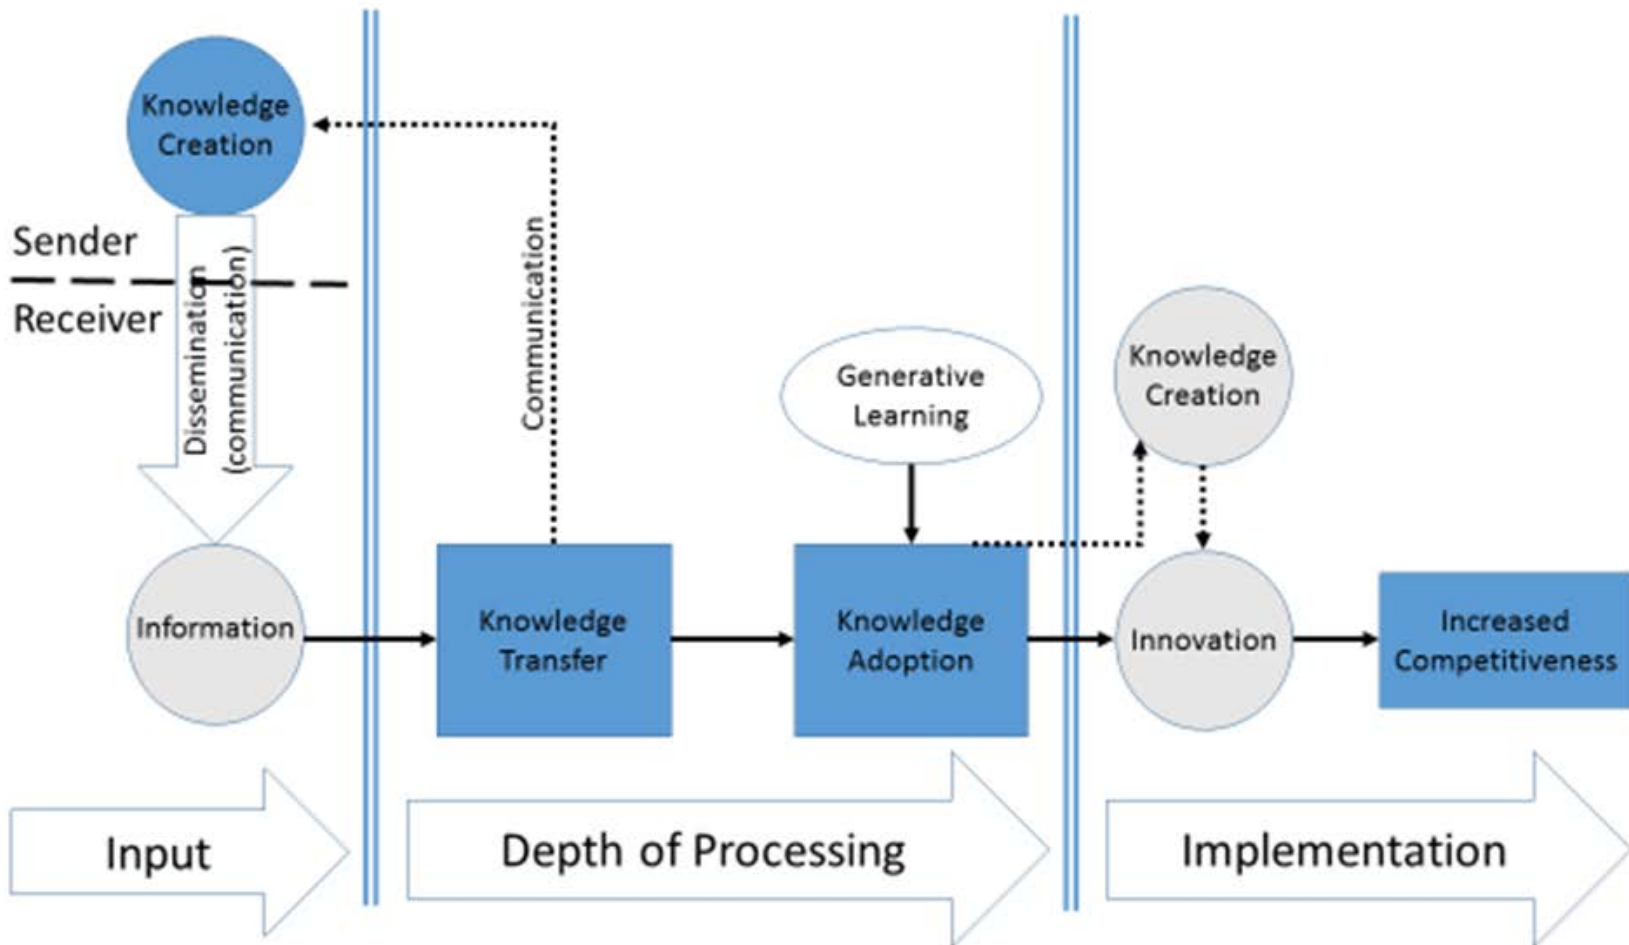 Knowledge
Creation
Sender
Receiver
Dissemination
(communication)
Information
Communication
Knowledge
Transfer
Generative
Learning
Knowledge
Adoption
Knowledge
Creation
Innovation
Increased
Competitiveness
Input
Depth of Processing
Implementation